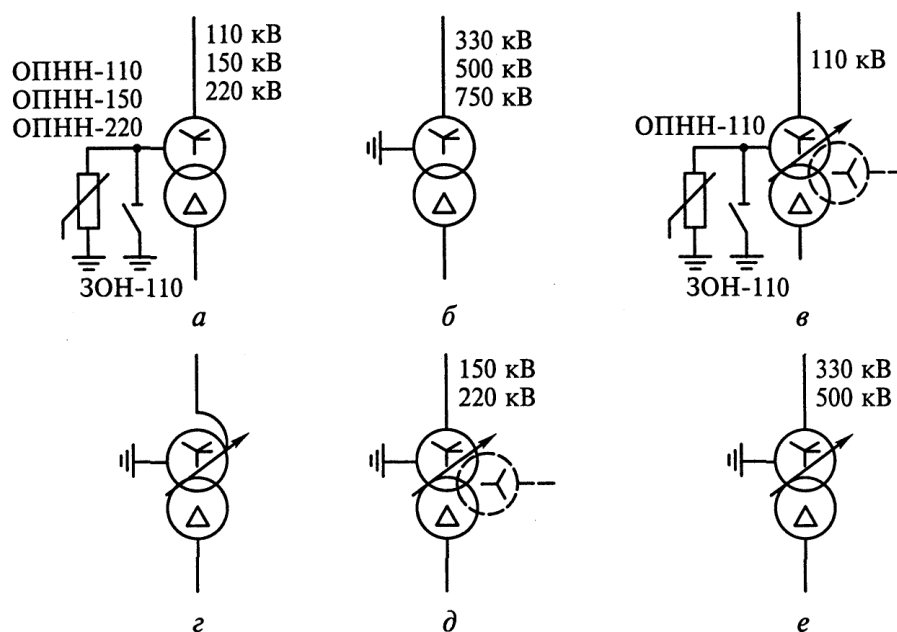 ОПНН-110
ОПНН-150
ОПНН-220
110 кВ
150 кВ
220 кВ
ЗОН-110
а
330 кВ
500 кВ
750 кВ
б
110 кВ
ОПНН-110
ЗОН-110
в
г
150 кВ
220 кВ
д
330 кВ
500 кВ
е